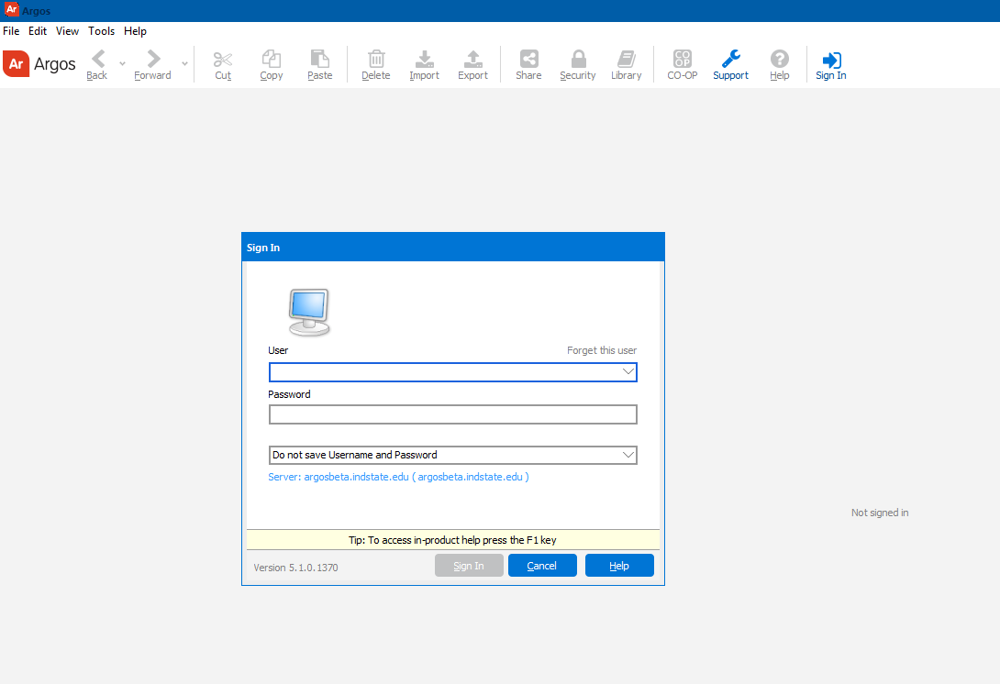 Ar Argos
File Edit View Tools Help
Ar Argos Back Forward Cut Copy Paste Delete Import Export Share Security Library CO OP CO-OP Support ? Help Sign In
Sign In
User Forget this user
Password
Do not save Username and Password
Server: argosbeta.indstate.edu ( argosbeta.indstate.edu )
Not signed in
Tip: To access in-product help press the F1 key
Version 5.1.0.1370 Sign In Cancel Help